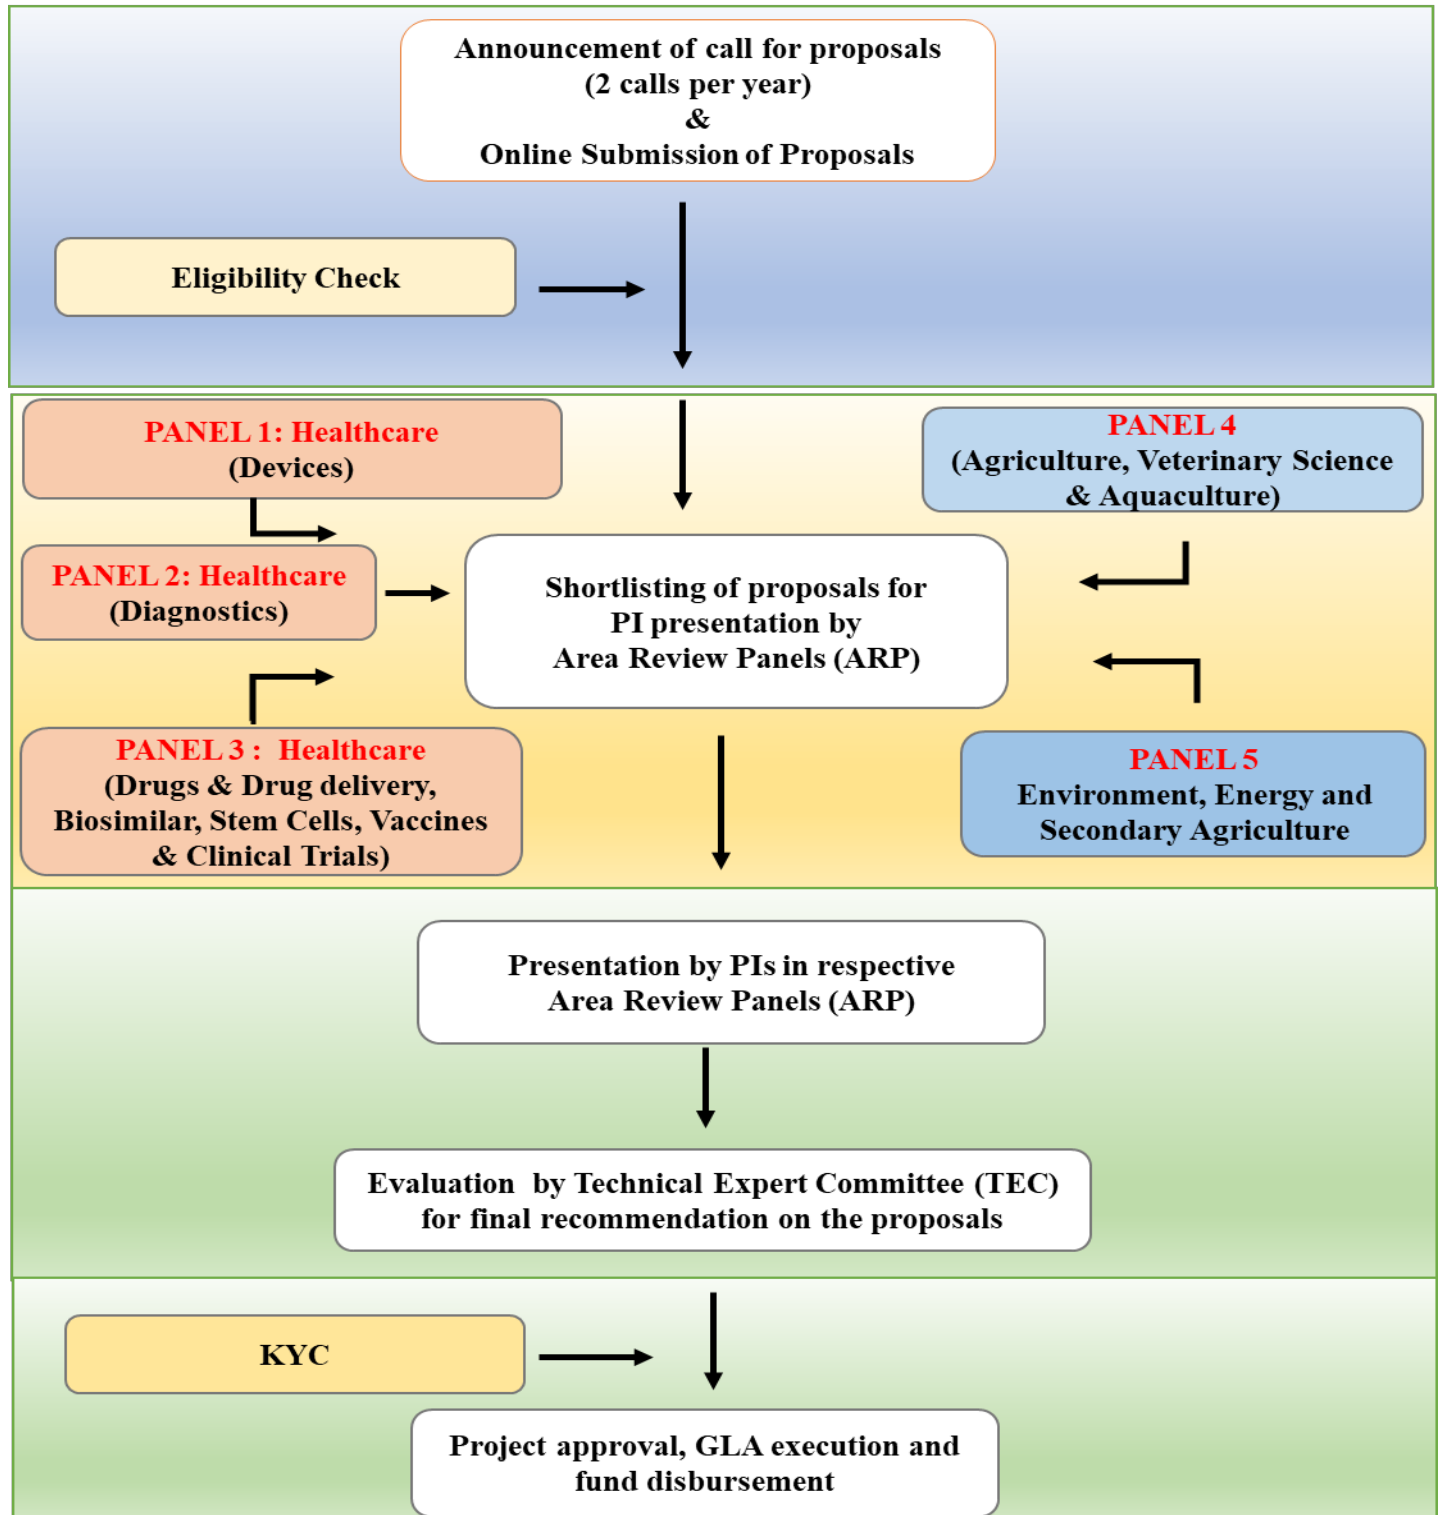 Announcement of call for proposals
(2 calls per year)
&
Online Submission of Proposals
Eligibility Check
PANEL 1: Healthcare
(Devices)
PANEL 4
(Agriculture, Veterinary Science
& Aquaculture)
PANEL 2: Healthcare
(Diagnostics)
Shortlisting of proposals for
PI presentation by
Area Review Panels (ARP)
PANEL 3 : Healthcare
(Drugs & Drug delivery,
Biosimilar, Stem Cells, Vaccines
& Clinical Trials)
PANEL 5
Environment, Energy and
Secondary Agriculture
Presentation by PIs in respective
Area Review Panels (ARP)
Evaluation by Technical Expert Committee (TEC)
for final recommendation on the proposals
KYC
Project approval, GLA execution and
fund disbursement